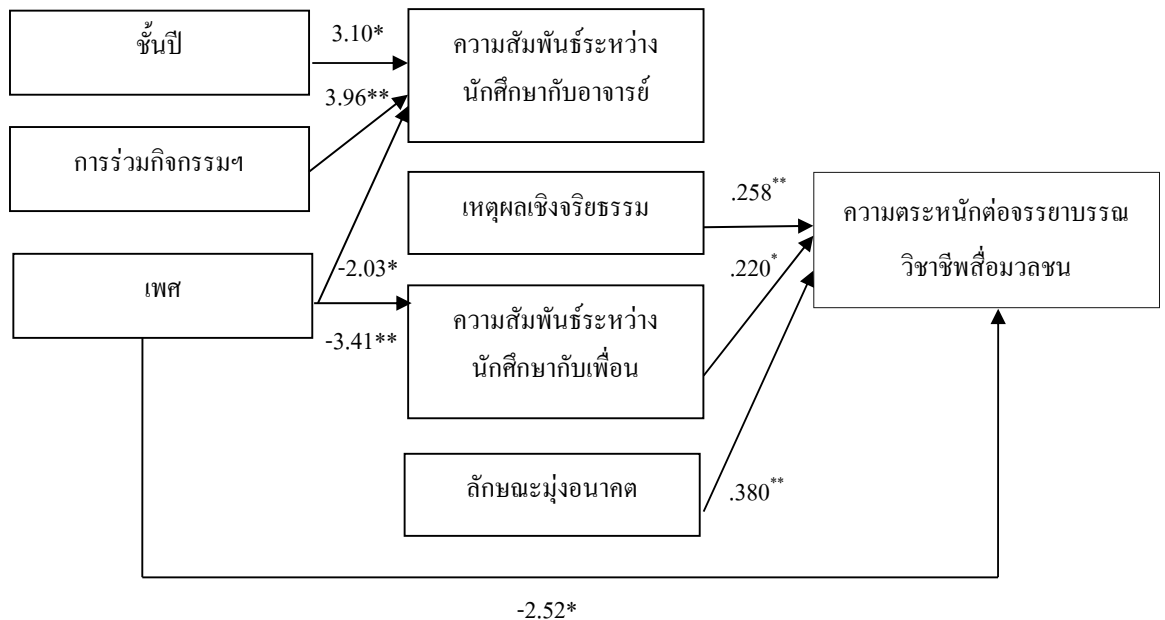 ชั้นปี
3.10*
ความสัมพันธ์ระหว่าง
นักศึกษากับอาจารย์
3.96**
การร่วมกิจกรรมฯ
เหตุผลเชิงจริยธรรม
.258**
ความตระหนักต่อจรรยาบรรณ
วิชาชีพสื่อมวลชน
เพศ
-2.03*
.220*
-3.41**
ความสัมพันธ์ระหว่าง
นักศึกษากับเพื่อน
ลักษณะมุ่งอนาคต
.380**
-2.52*